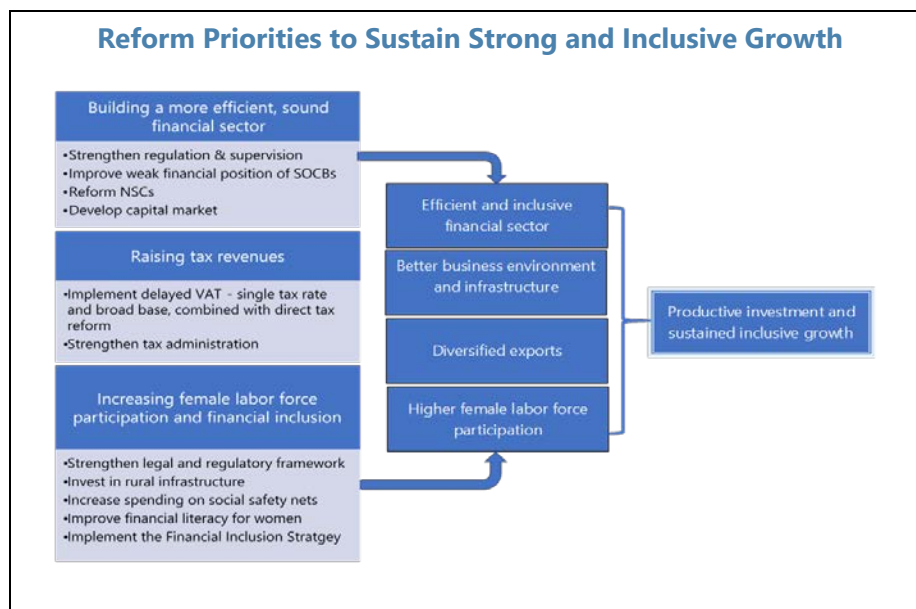 Reform Priorities to Sustain Strong and Inclusive Growth
Building a more efficient, sound
financial sector
•Strengthen regulation & supervision
•Improve weak financial position of SOCBs
•Reform NSCs
•Develop capital market
Raising tax revenues
•Implement delayed VAT - single tax rate
and broad base, combined with direct tax
reform
•Strengthen tax administration
Increasing female labor force
participation and financial inclusion
•Strengthen legal and regulatory framework
•Invest in rural infrastructure
•Increase spending on social safety nets
•Improve financial literacy for women
•Implement the Financial Inclusion Stratgey
Efficient and inclusive
financial sector
Better business environment
and infrastructure
Diversified exports
Higher female labor force
participation
Productive investment and
sustained inclusive growth